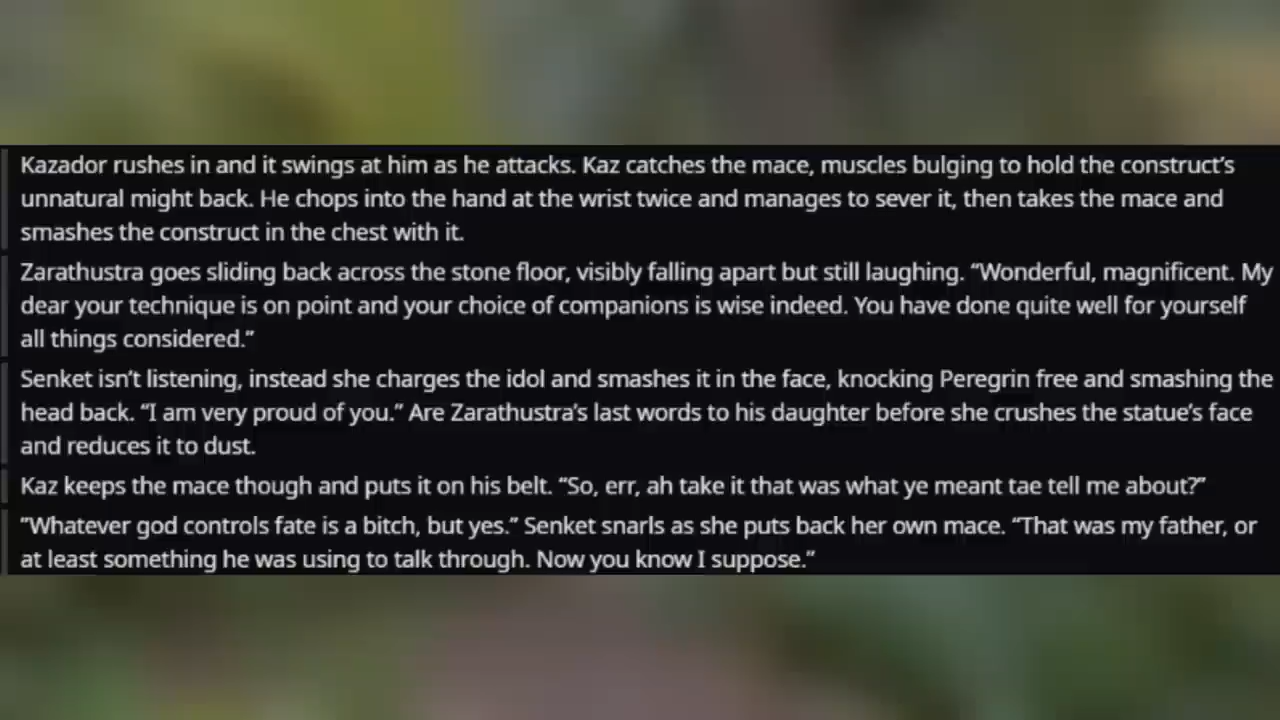 Kazador rushes in and it swings at him as he attacks. Kaz catches the mace, muscles bulging to hold the construct’s
unnatural might back. He chops into the hand at the wrist twice and manages to sever it, then takes the mace and
smashes the construct in the chest with it.
Zarathustra goes sliding back across the stone floor, visibly falling apart but still laughing. “Wonderful, magnificent. My
dear your technique is on point and your choice of companions is wise indeed. You have done quite well for yourself
all things considered.”
Senket isn’t listening, instead she charges the idol and smashes it in the face, knocking Peregrin free and smashing the
head back. “I am very proud of you.” Are Zarathustra’s last words to his daughter before she crushes the statue’s face
and reduces it to dust.
Kaz keeps the mace though and puts it on his belt. “So, err, ah take it that was what ye meant tae tell me about?”
”Whatever god controls fate is a bitch, but yes.” Senket snarls as she puts back her own mace. “That was my father, or
at least something he was using to talk through. Now you know I suppose.”